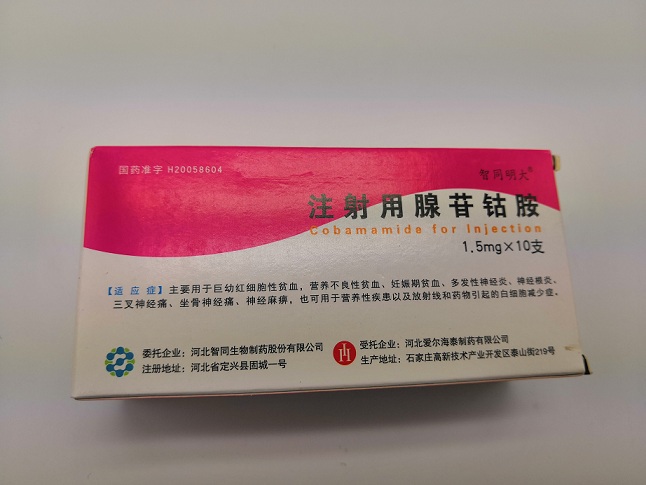 国药准字 H20058604
智同明大®
注射用腺苷钴胺
Cobamamide for Injection
1.5mg×10支
【适 应 症】主要用于巨幼红细胞性贫血，营养不良性贫血、妊娠期贫血、多发性神经炎、神经根炎、
三叉神经痛、坐骨神经痛、神经麻痹，也可用于营养性疾患以及放射线和药物引起的白细胞减少症。
委托企业：河北智同生物制药股份有限公司
注册地址：河北省定兴县固城一号
受托企业：河北爱尔海泰制药有限公司
生产地址：石家庄高新技术产业开发区泰山街219号